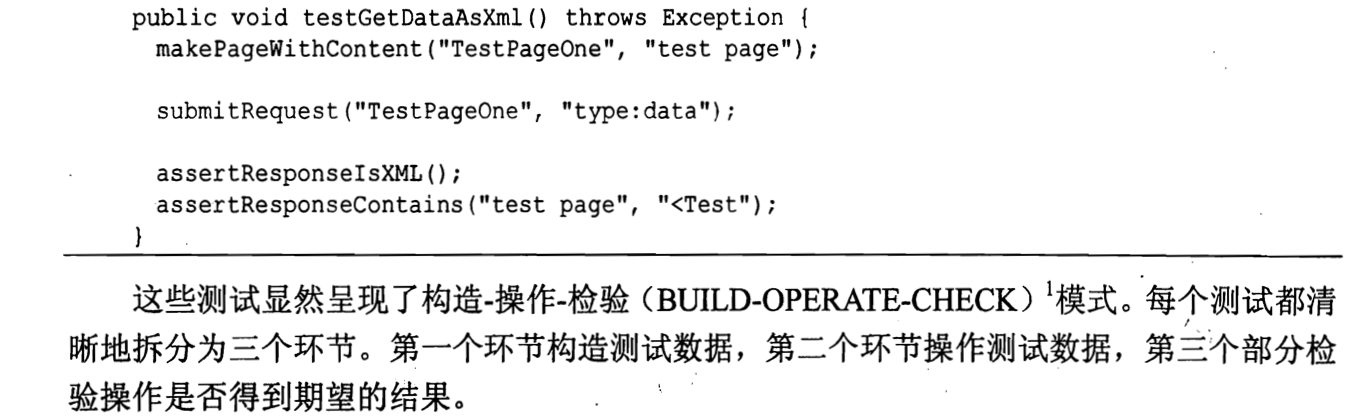 public void testGetDataAsXml() throws Exception {
makePageWithContent("TestPageOne", "test page");
submitRequest("TestPageOne", "type:data");
assertResponseIsXML();
assertResponseContains("test page", "<Test");
}
这些测试显然呈现了构造-操作-检验（BUILD-OPERATE-CHECK）1模式。每个测试都清
晰地拆分为三个环节。第一个环节构造测试数据，第二个环节操作测试数据，第三个部分检
验操作是否得到期望的结果。